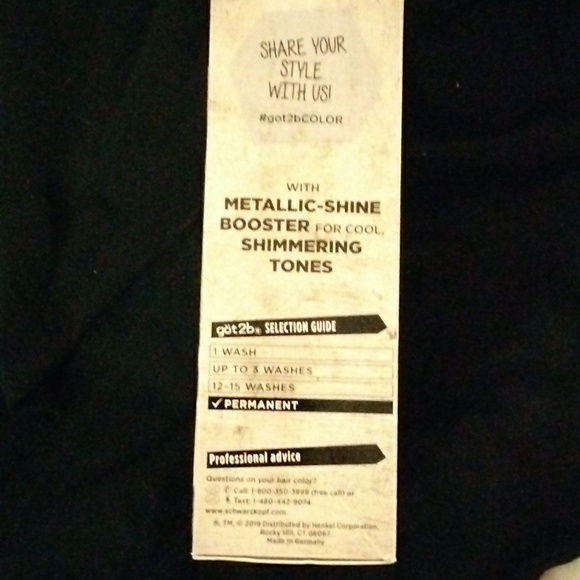 SHARE YOUR
STYLE
WITH US!
#got2bCOLOR
WITH
METALLIC-SHINE
BOOSTER FOR COOL,
SHIMMERING
TONES
göt2b® SELECTION GUIDE
1 WASH
UP TO 3 WASHES
12-15 WASHES
✓ PERMANENT
Professional advice
Questions on your hair color?
Call: 1-800-350-3898 (free call) or
Text: 1-480-442-9074
www.schwarzkopf.com
®, TM, © 2018 Distributed by Henkel Corporation,
Rocky Hill, CT 06067
Made in Germany